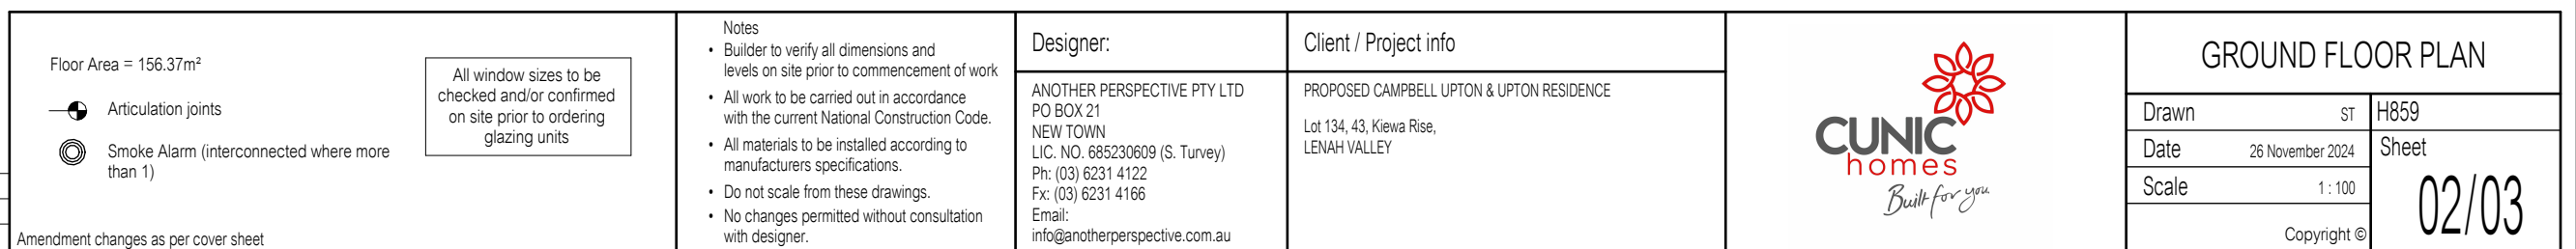 Floor Area = 156.37m²
Articulation joints
Smoke Alarm (interconnected where more
than 1)
All window sizes to be
checked and/or confirmed
on site prior to ordering
glazing units
Amendment changes as per cover sheet
Notes
• Builder to verify all dimensions and
levels on site prior to commencement of work
• All work to be carried out in accordance
with the current National Construction Code.
• All materials to be installed according to
manufacturers specifications.
• Do not scale from these drawings.
• No changes permitted without consultation
with designer.
Designer:
ANOTHER PERSPECTIVE PTY LTD
PO BOX 21
NEW TOWN
LIC. NO. 685230609 (S. Turvey)
Ph: (03) 6231 4122
Fx: (03) 6231 4166
Email:
info@anotherperspective.com.au
Client / Project info
PROPOSED CAMPBELL UPTON & UPTON RESIDENCE
Lot 134, 43, Kiewa Rise,
LENAH VALLEY
CUNIC
homes
Built for you.
GROUND FLOOR PLAN
Drawn ST
Date 26 November 2024
Scale 1 : 100
Copyright ©
H859
Sheet
02/03